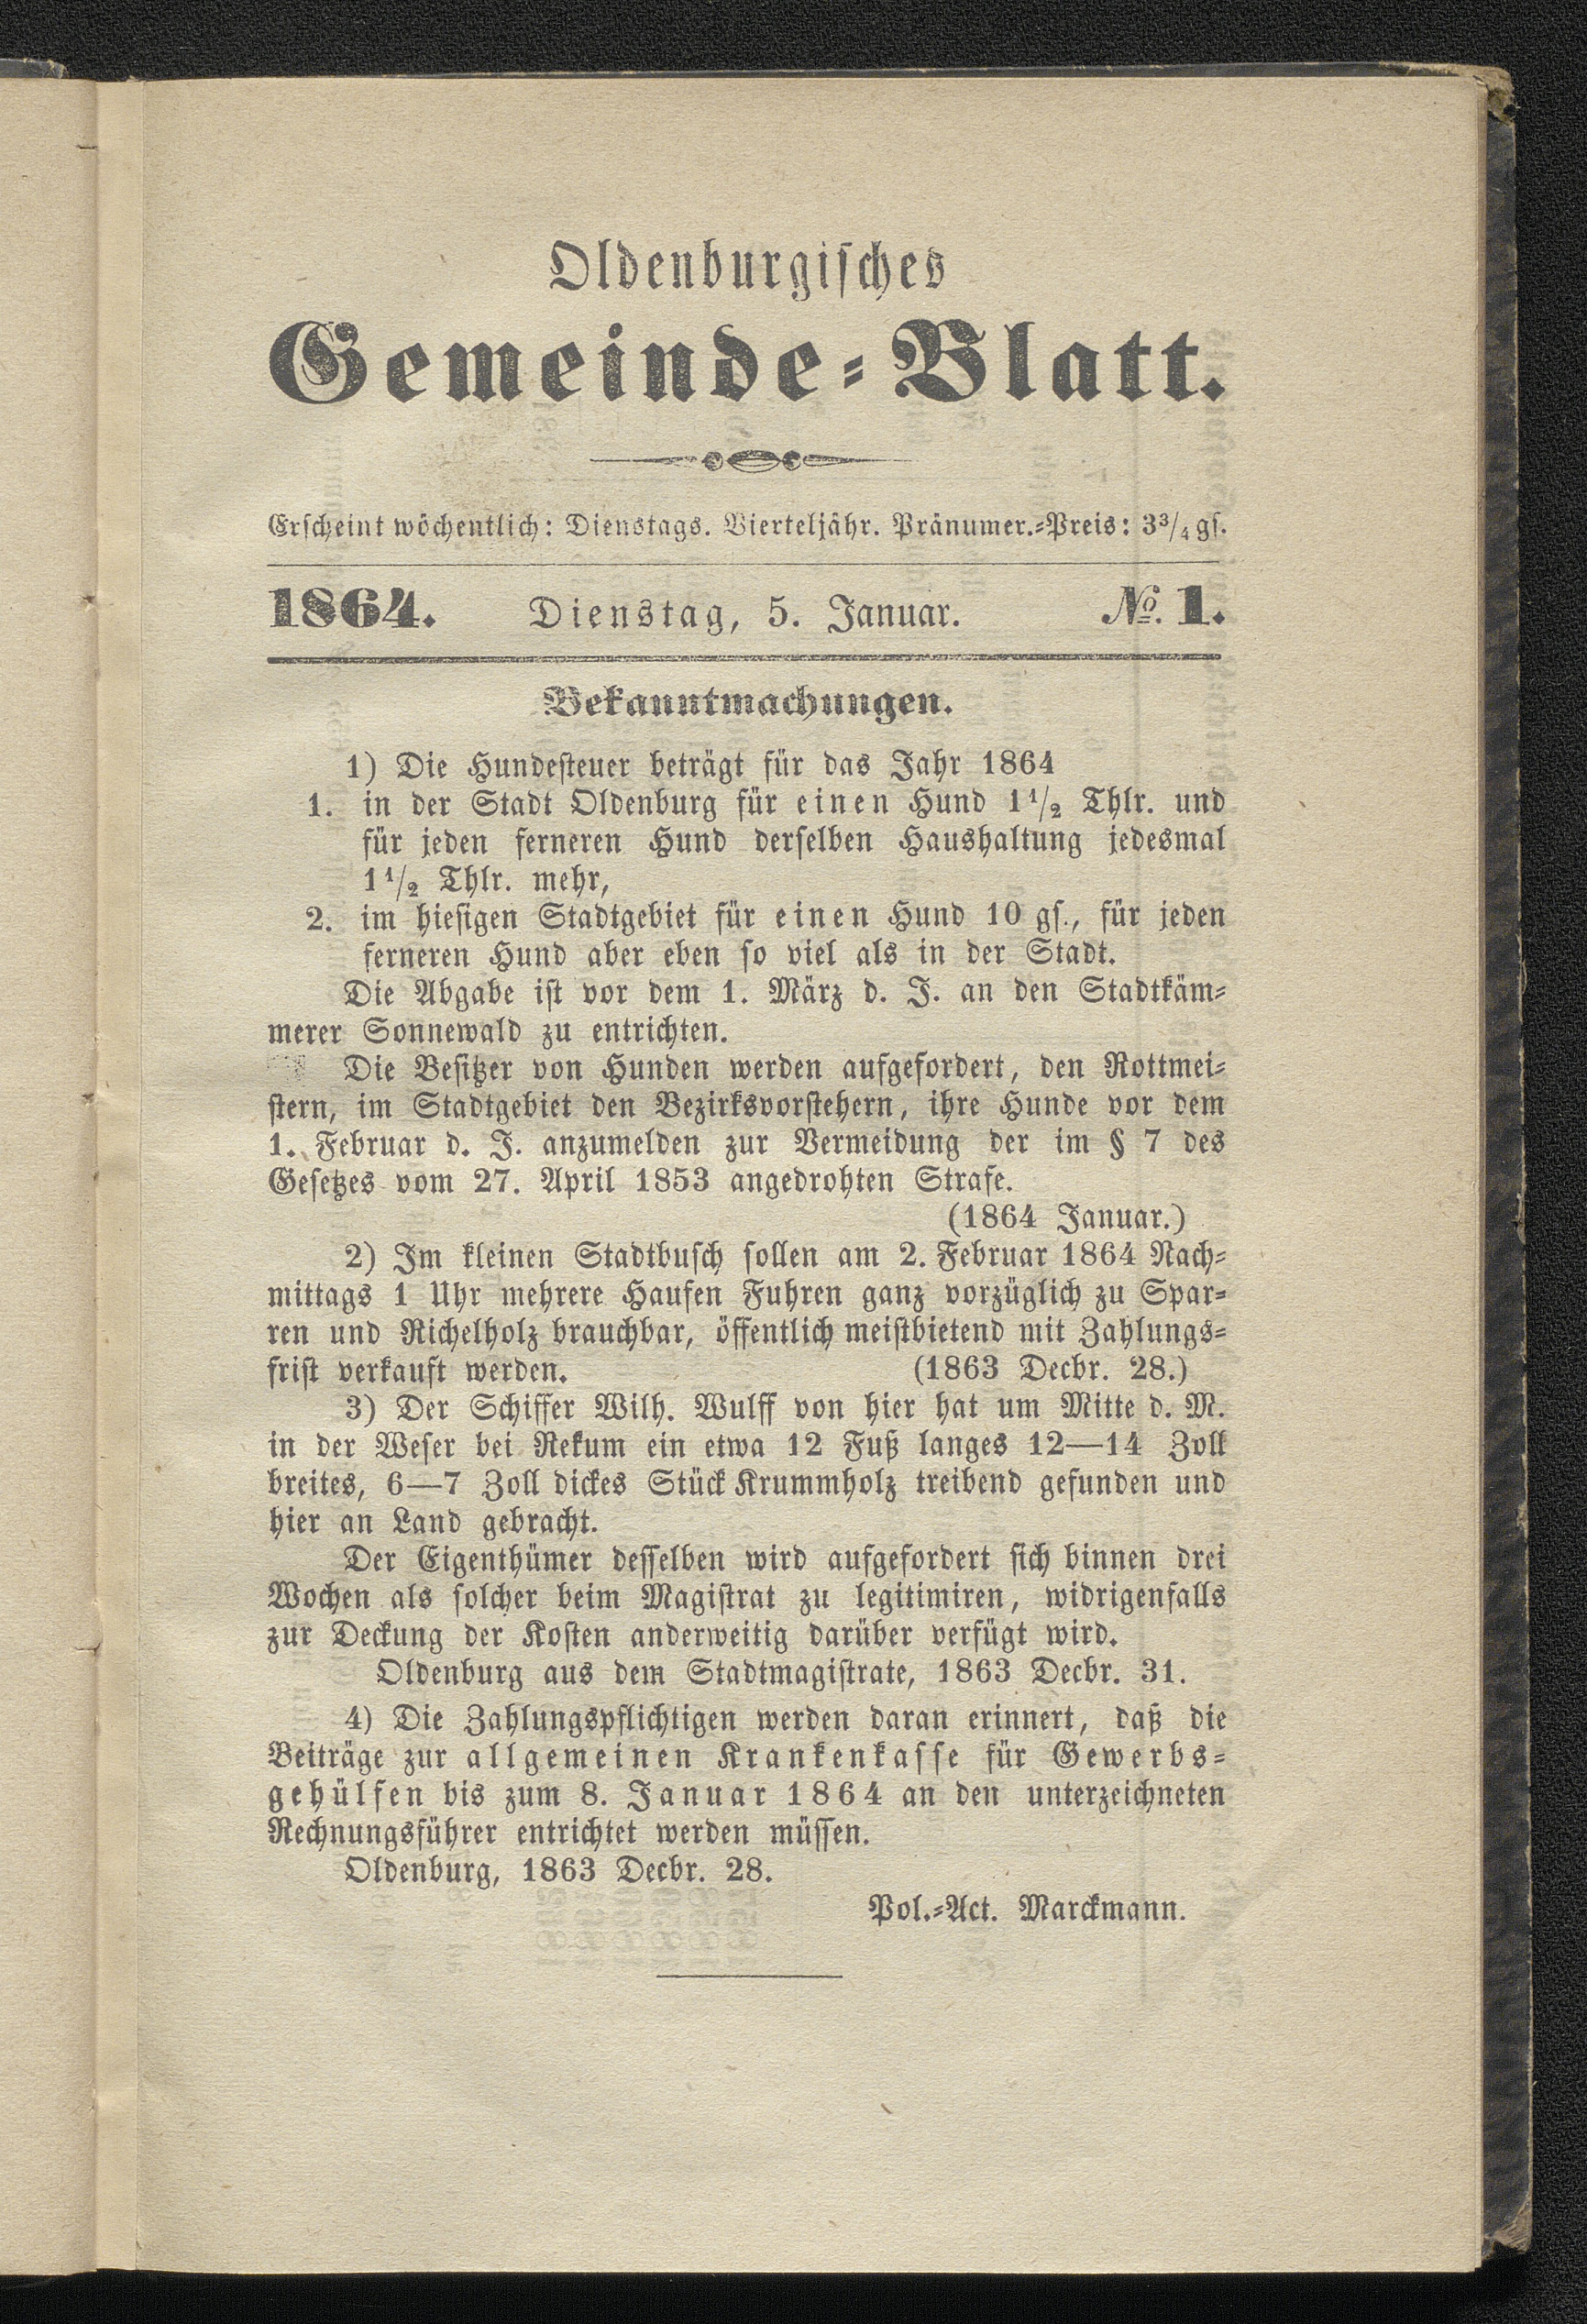 Oldenburgisches
Gemeinde-Blatt.
Erscheint wöchentlich: Dienstags. Vierteljähr. Pränumer.-Preis: 3³/₄ gſ.
1864. Dienstag, 5. Januar. № 1.
Bekanntmachungen.
1) Die Hundeſteuer beträgt für das Jahr 1864
1. in der Stadt Oldenburg für einen Hund 1¹/₂ Thlr. und
für jeden ferneren Hund derſelben Haushaltung jedesmal
1¹/₂ Thlr. mehr,
2. im hieſigen Stadtgebiet für einen Hund 10 gſ., für jeden
ferneren Hund aber eben ſo viel als in der Stadt.
Die Abgabe iſt vor dem 1. März d. J. an den Stadtkäm-
merer Sonnewald zu entrichten.
Die Beſitzer von Hunden werden aufgefordert, den Rottmei-
ſtern, im Stadtgebiet den Bezirksvorſtehern, ihre Hunde vor dem
1. Februar d. J. anzumelden zur Vermeidung der im § 7 des
Geſetzes vom 27. April 1853 angedrohten Strafe.
(1864 Januar.)
2) Im kleinen Stadtbuſch ſollen am 2. Februar 1864 Nach-
mittags 1 Uhr mehrere Haufen Fuhren ganz vorzüglich zu Spar-
ren und Richelholz brauchbar, öffentlich meiſtbietend mit Zahlungs-
friſt verkauft werden. (1863 Decbr. 28.)
3) Der Schiffer Wilh. Wulff von hier hat um Mitte d. M.
in der Weſer bei Rekum ein etwa 12 Fuß langes 12—14 Zoll
breites, 6—7 Zoll dickes Stück Krummholz treibend gefunden und
hier an Land gebracht.
Der Eigenthümer deſſelben wird aufgefordert ſich binnen drei
Wochen als ſolcher beim Magiſtrat zu legitimiren, widrigenfalls
zur Deckung der Koſten anderweitig darüber verfügt wird.
Oldenburg aus dem Stadtmagiſtrate, 1863 Decbr. 31.
4) Die Zahlungspflichtigen werden daran erinnert, daß die
Beiträge zur allgemeinen Krankenkaſſe für Gewerbs-
gehülfen bis zum 8. Januar 1864 an den unterzeichneten
Rechnungsführer entrichtet werden müſſen.
Oldenburg, 1863 Decbr. 28.
Pol.-Act. Marckmann.